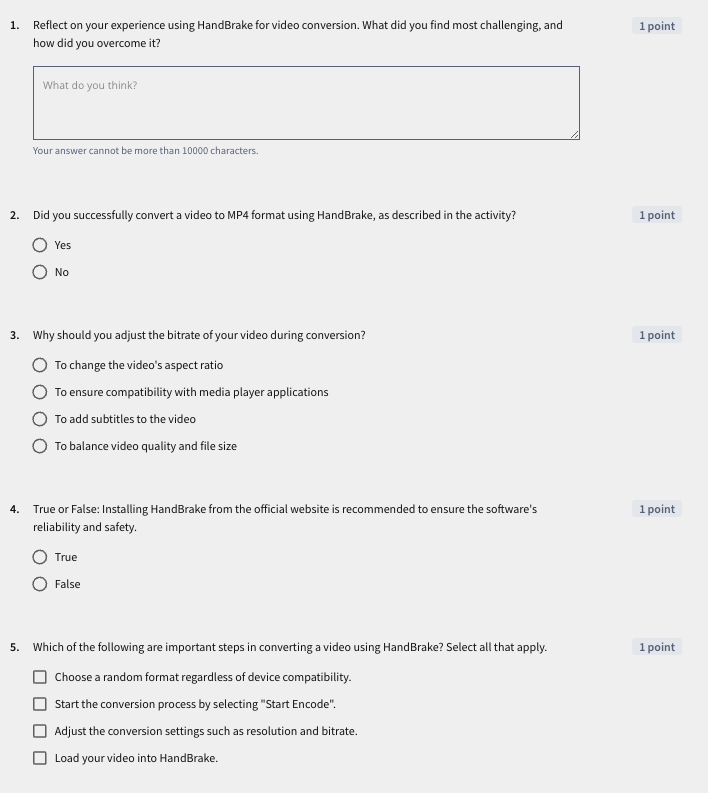 1. Reflect on your experience using HandBrake for video conversion. What did you find most challenging, and 1 point
how did you overcome it?
What do you think?
Your answer cannot be more than 10000 characters.
2. Did you successfully convert a video to MP4 format using HandBrake, as described in the activity? 1 point
Yes
No
3. Why should you adjust the bitrate of your video during conversion? 1 point
To change the video's aspect ratio
To ensure compatibility with media player applications
To add subtitles to the video
To balance video quality and file size
4. True or False: Installing HandBrake from the official website is recommended to ensure the software's 1 point
reliability and safety.
True
False
5. Which of the following are important steps in converting a video using HandBrake? Select all that apply. 1 point
Choose a random format regardless of device compatibility.
Start the conversion process by selecting "Start Encode".
Adjust the conversion settings such as resolution and bitrate.
Load your video into HandBrake.